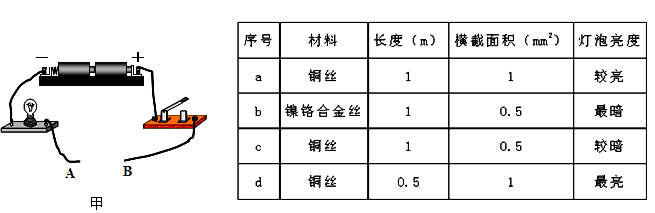 − +
A B
甲
序号 材料 长度（m） 横截面积（mm²） 灯泡亮度
a 铜丝 1 1 较亮
b 镍铬合金丝 1 0.5 最暗
c 铜丝 1 0.5 较暗
d 铜丝 0.5 1 最亮